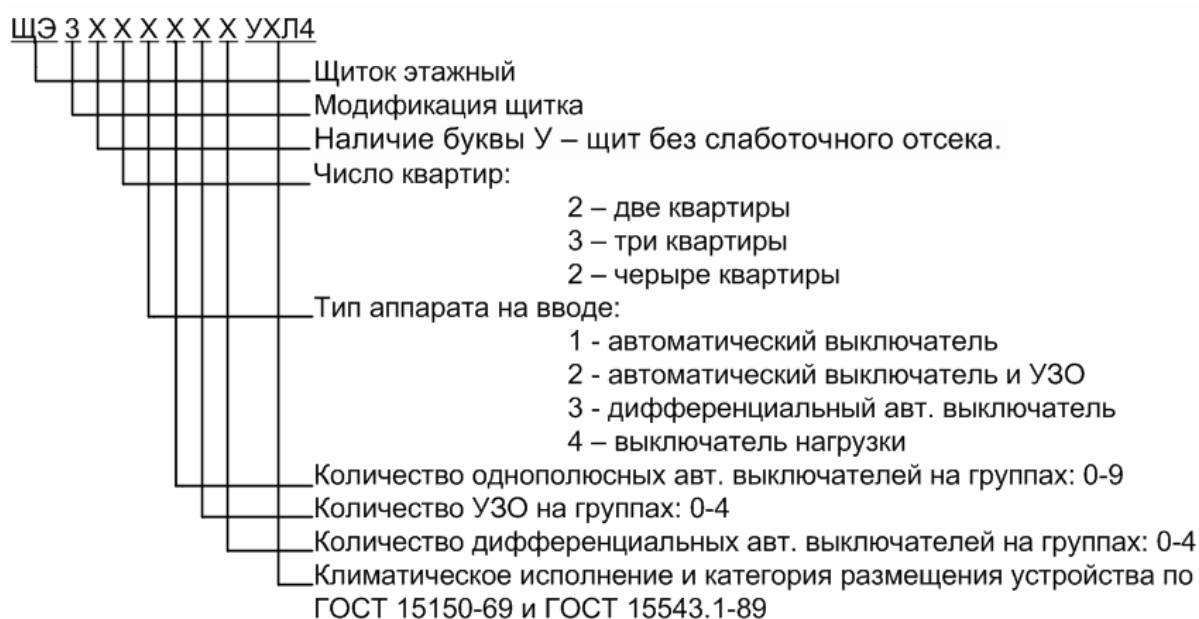 ЩЭ 3 Х Х Х Х Х Х УХЛ4
Щиток этажный
Модификация щитка
Наличие буквы У – щит без слаботочного отсека.
Число квартир:
2 – две квартиры
3 – три квартиры
2 – черыре квартиры
Тип аппарата на вводе:
1 - автоматический выключатель
2 - автоматический выключатель и УЗО
3 - дифференциальный авт. выключатель
4 – выключатель нагрузки
Количество однополюсных авт. выключателей на группах: 0-9
Количество УЗО на группах: 0-4
Количество дифференциальных авт. выключателей на группах: 0-4
Климатическое исполнение и категория размещения устройства по
ГОСТ 15150-69 и ГОСТ 15543.1-89